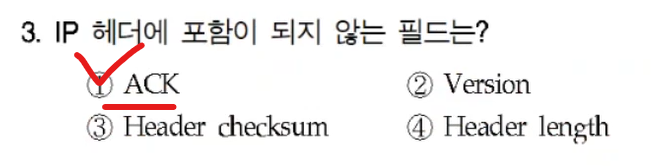 3. IP 헤더에 포함이 되지 않는 필드는?
① ACK ② Version
③ Header checksum ④ Header length